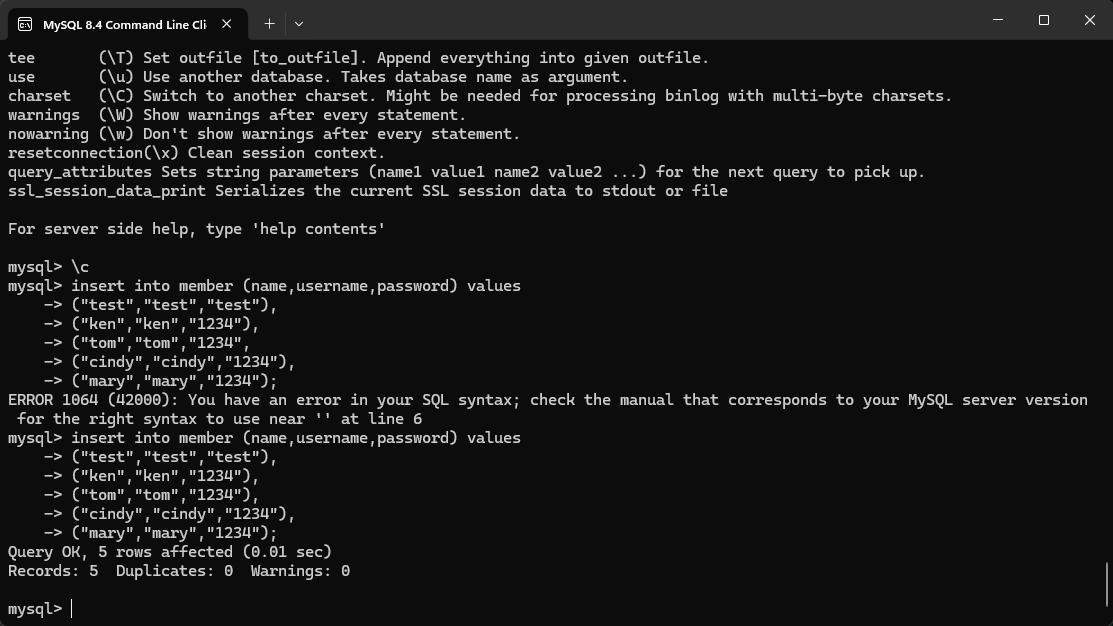 MySQL 8.4 Command Line Cli
tee       (\T) Set outfile [to_outfile]. Append everything into given outfile.
use       (\u) Use another database. Takes database name as argument.
charset   (\C) Switch to another charset. Might be needed for processing binlog with multi-byte charsets.
warnings  (\W) Show warnings after every statement.
nowarning (\w) Don't show warnings after every statement.
resetconnection(\x) Clean session context.
query_attributes Sets string parameters (name1 value1 name2 value2 ...) for the next query to pick up.
ssl_session_data_print Serializes the current SSL session data to stdout or file
For server side help, type 'help contents'
mysql> \c
mysql> insert into member (name,username,password) values
    -> ("test","test","test"),
    -> ("ken","ken","1234"),
    -> ("tom","tom","1234",
    -> ("cindy","cindy","1234"),
    -> ("mary","mary","1234");
ERROR 1064 (42000): You have an error in your SQL syntax; check the manual that corresponds to your MySQL server version
 for the right syntax to use near '' at line 6
mysql> insert into member (name,username,password) values
    -> ("test","test","test"),
    -> ("ken","ken","1234"),
    -> ("tom","tom","1234"),
    -> ("cindy","cindy","1234"),
    -> ("mary","mary","1234");
Query OK, 5 rows affected (0.01 sec)
Records: 5  Duplicates: 0  Warnings: 0
mysql>